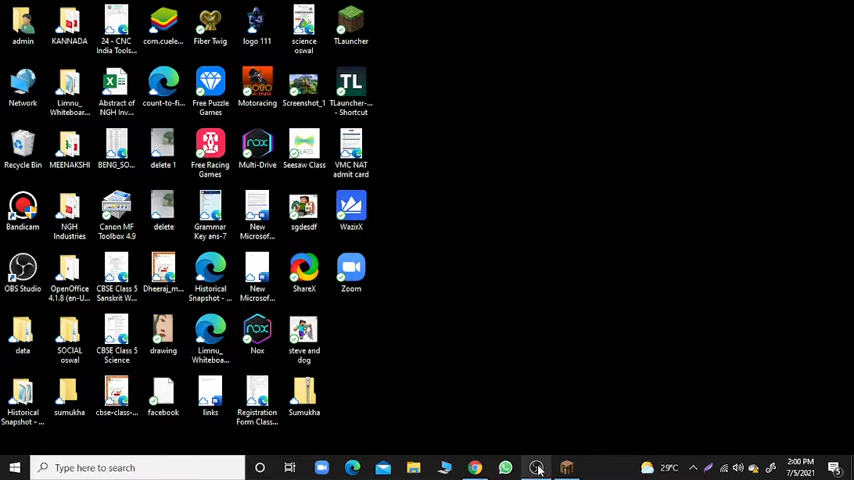 admin
KANNADA
24 - CNC
India Tools...
com.cuele...
Fiber Twig
logo 111
science
oswal
TLauncher
Network
Limnu_
Whiteboar...
Abstract of
NGH Inv...
count-to-fi...
Free Puzzle
Games
Motoracing
Screenshot_1
TL
TLauncher-...
- Shortcut
Recycle Bin
MEENAKSHI
BENG_SO...
delete 1
Free Racing
Games
nox
Multi-Drive
Seesaw Class
VMC NAT
admit card
Bandicam
NGH
Industries
Canon MF
Toolbox 4.9
delete
Grammar
Key ans-7
New
Microsof...
sgdesdf
WazirX
OBS Studio
OpenOffice
4.1.8 (en-U...
CBSE Class 5
Sanskrit W...
Dheeraj_m...
Historical
Snapshot - ...
New
Microsof...
ShareX
Zoom
data
SOCIAL
oswal
CBSE Class 5
Science
drawing
Limnu_
Whiteboa...
nox
Nox
steve and
dog
Historical
Snapshot - ...
sumukha
cbse-class-...
facebook
links
Registration
Form Class...
Sumukha
Type here to search
29°C
2:00 PM
7/5/2021
5